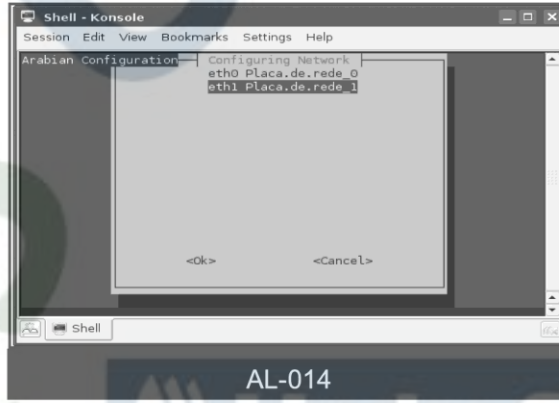 Shell - Konsole
Session Edit View Bookmarks Settings Help
Arabian Configuration Configuring Network
eth0 Placa.de.rede_0
eth1 Placa.de.rede_1
<Ok> <Cancel>
Shell
AL-014